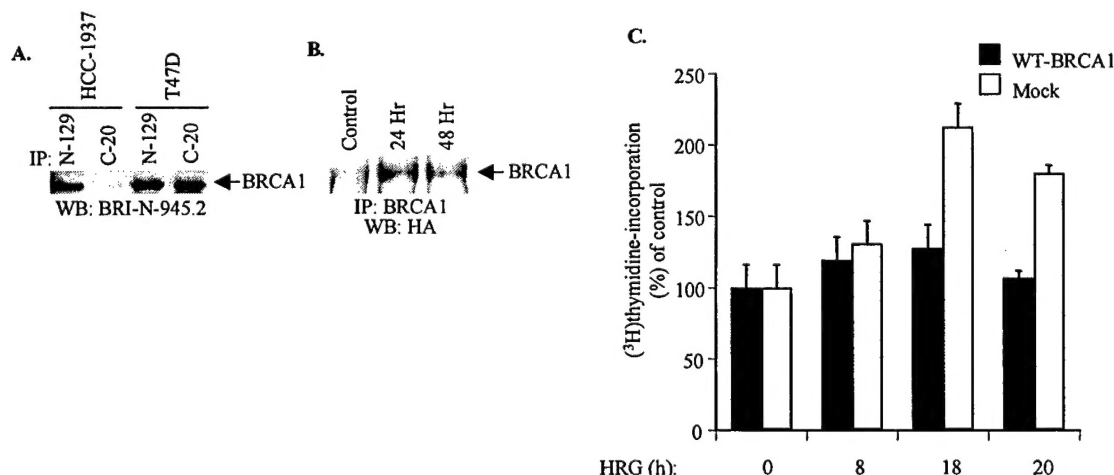 A.
HCC-1937
T47D
IP: N-129 C-20 N-129 C-20
BRCA1
WB: BRI-N-945.2
B.
Control
24 Hr
48 Hr
BRCA1
IP: BRCA1
WB: HA
C.
WT-BRCA1
Mock
(³H)thymidine-incorporation
(%) of control
250
200
150
100
50
0
HRG (h): 0 8 18 20